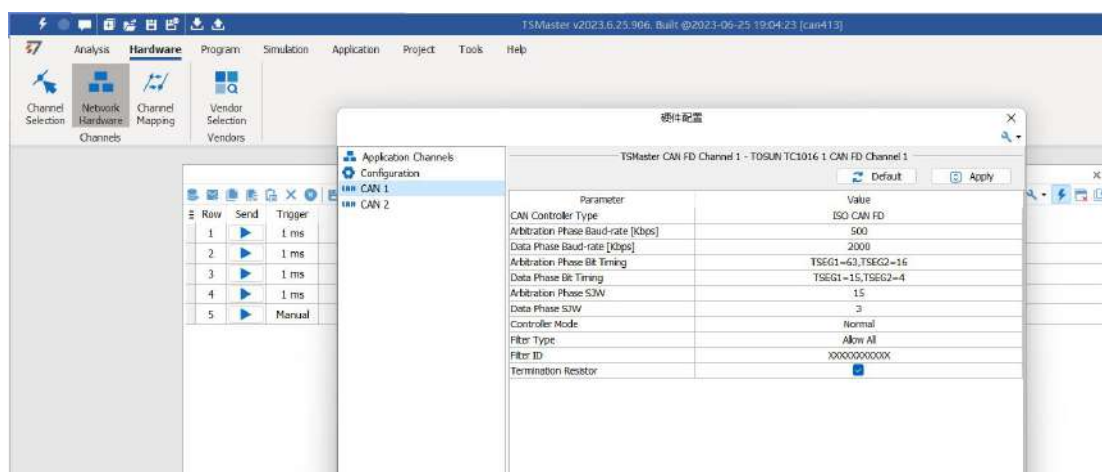 TSMaster v2023.6.25.906. Built @2023-06-25 19:04:23 [can413]
Analysis Hardware Program Simulation Application Project Tools Help
Channel Selection
Network Hardware
Channel Mapping
Vendor Selection
Channels
Vendors
硬件配置
Application Channels
Configuration
CAN 1
CAN 2
TSMaster CAN FD Channel 1 - TOSUN TC1016 1 CAN FD Channel 1
Default Apply
Parameter Value
CAN Controller Type ISO CAN FD
Arbitration Phase Baud-rate [Kbps] 500
Data Phase Baud-rate [Kbps] 2000
Arbitration Phase Bit Timing TSEG1=63,TSEG2=16
Data Phase Bit Timing TSEG1=15,TSEG2=4
Arbitration Phase SJW 15
Data Phase SJW 3
Controller Mode Normal
Filter Type Allow All
Filter ID XXXXXXXXXXX
Termination Resistor
Row Send Trigger
1 1 ms
2 1 ms
3 1 ms
4 1 ms
5 Manual